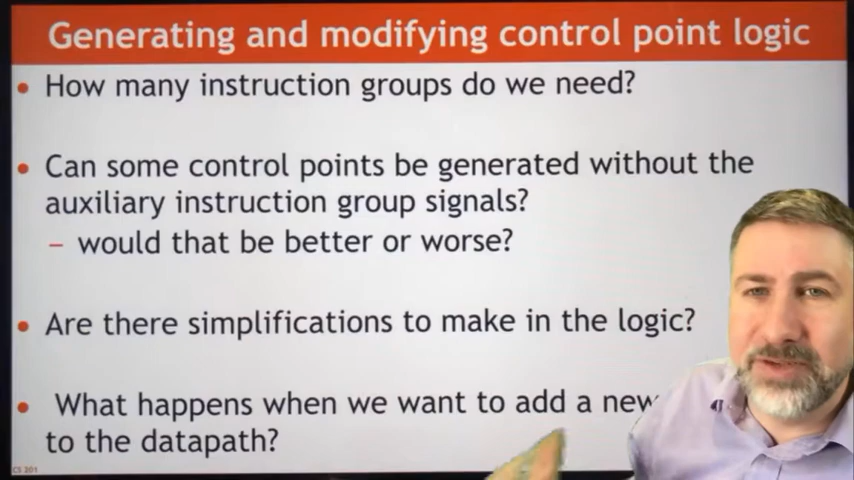 Generating and modifying control point logic
• How many instruction groups do we need?
• Can some control points be generated without the
auxiliary instruction group signals?
– would that be better or worse?
• Are there simplifications to make in the logic?
• What happens when we want to add a new
to the datapath?
CS 201